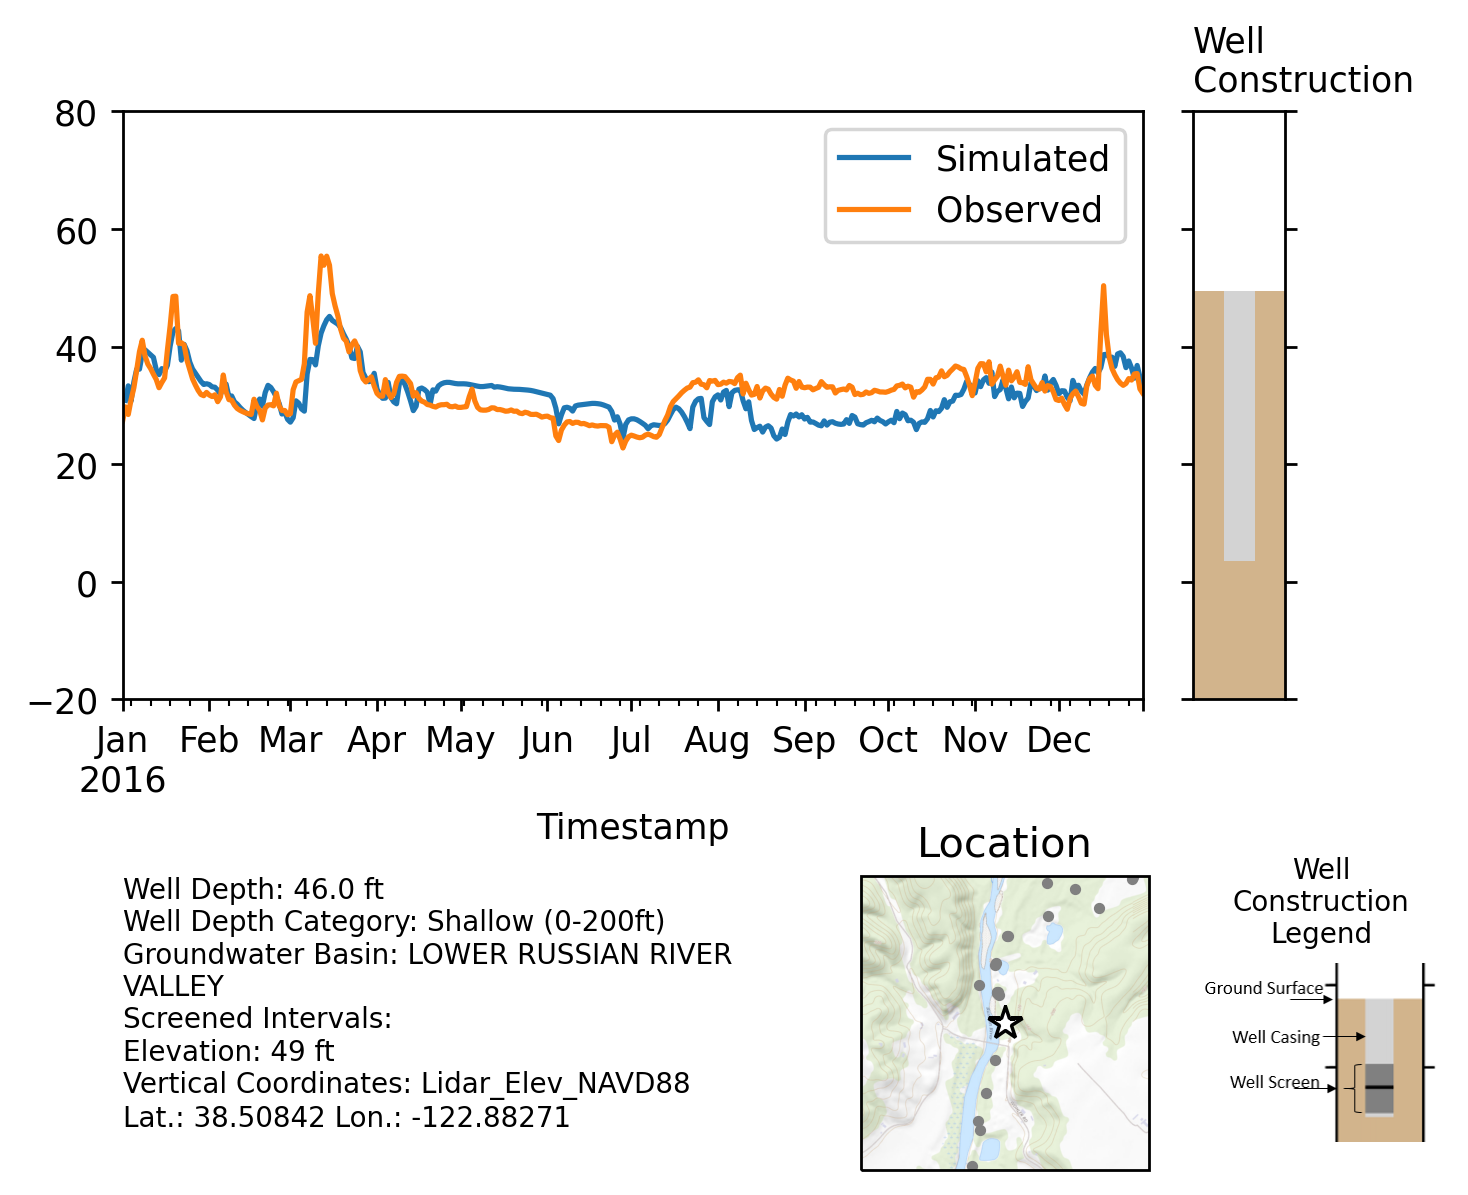 Well
Construction
80
60
40
20
0
−20
Simulated
Observed
Jan Feb Mar Apr May Jun Jul Aug Sep Oct Nov Dec
2016
Timestamp
Well Depth: 46.0 ft
Well Depth Category: Shallow (0-200ft)
Groundwater Basin: LOWER RUSSIAN RIVER
VALLEY
Screened Intervals:
Elevation: 49 ft
Vertical Coordinates: Lidar_Elev_NAVD88
Lat.: 38.50842 Lon.: -122.88271
Location
Well
Construction
Legend
Ground Surface
Well Casing
Well Screen